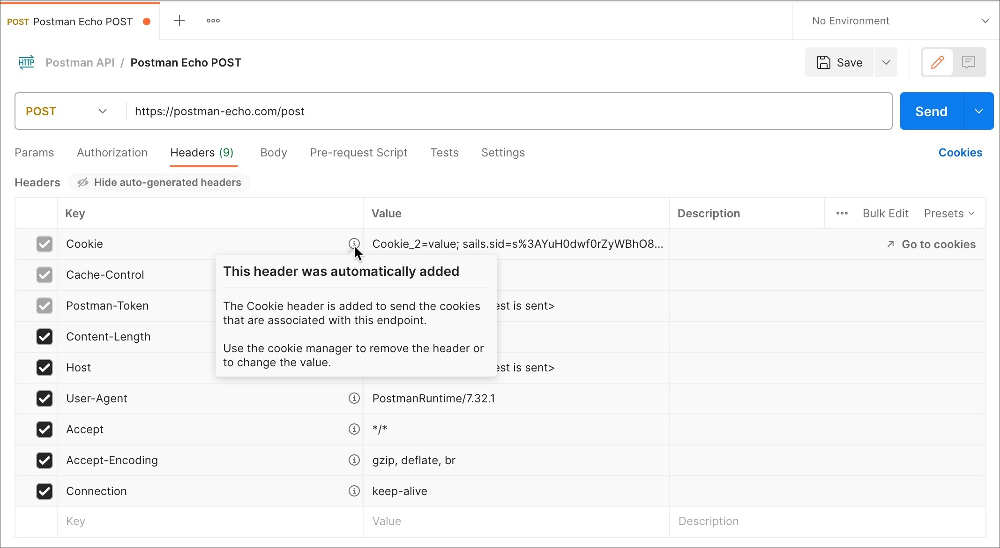 POST Postman Echo POST
No Environment
HTTP Postman API / Postman Echo POST
Save
POST https://postman-echo.com/post
Send
Params Authorization Headers (9) Body Pre-request Script Tests Settings Cookies
Headers Hide auto-generated headers
Key Value Description Bulk Edit Presets
Cookie Cookie_2=value; sails.sid=s%3AYuH0dwf0rZyWBhO8... Go to cookies
This header was automatically added
Cache-Control
Postman-Token
The Cookie header is added to send the cookies
that are associated with this endpoint.
is sent>
Content-Length
Use the cookie manager to remove the header or
to change the value.
Host
is sent>
User-Agent PostmanRuntime/7.32.1
Accept */*
Accept-Encoding gzip, deflate, br
Connection keep-alive
Key Value Description